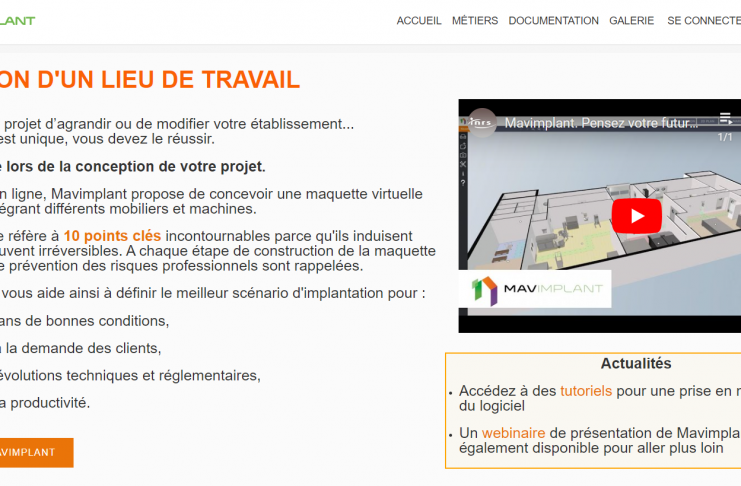 PLANT
ACCUEIL MÉTIERS DOCUMENTATION GALERIE SE CONNECTE
ON D'UN LIEU DE TRAVAIL
projet d’agrandir ou de modifier votre établissement...
est unique, vous devez le réussir.
e lors de la conception de votre projet.
n ligne, Mavimplant propose de concevoir une maquette virtuelle
égrant différents mobiliers et machines.
e réfère à 10 points clés incontournables parce qu'ils induisent
uvent irréversibles. A chaque étape de construction de la maquette
e prévention des risques professionnels sont rappelées.
vous aide ainsi à définir le meilleur scénario d'implantation pour :
ans de bonnes conditions,
à la demande des clients,
évolutions techniques et réglementaires,
a productivité.
AVIMPLANT
inrs
Mavimplant. Pensez votre futur...
1/1
MAVIMPLANT
Actualités
• Accédez à des tutoriels pour une prise en m
du logiciel
• Un webinaire de présentation de Mavimpla
également disponible pour aller plus loin